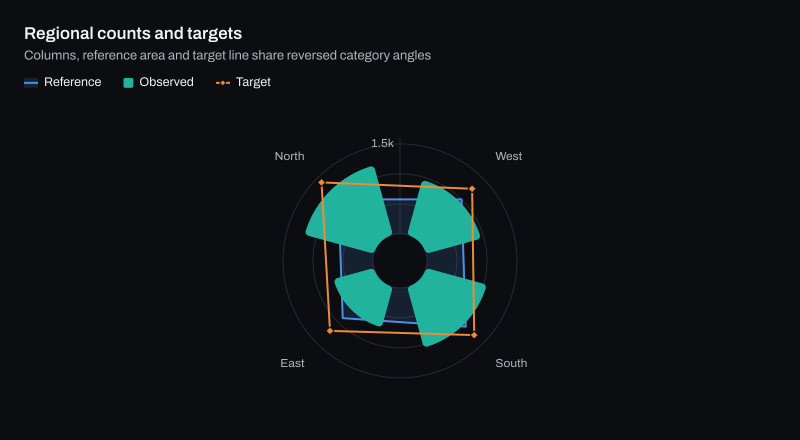 Regional counts and targets
Columns, reference area and target line share reversed category angles
Reference Observed Target
1.5k
North West
East South